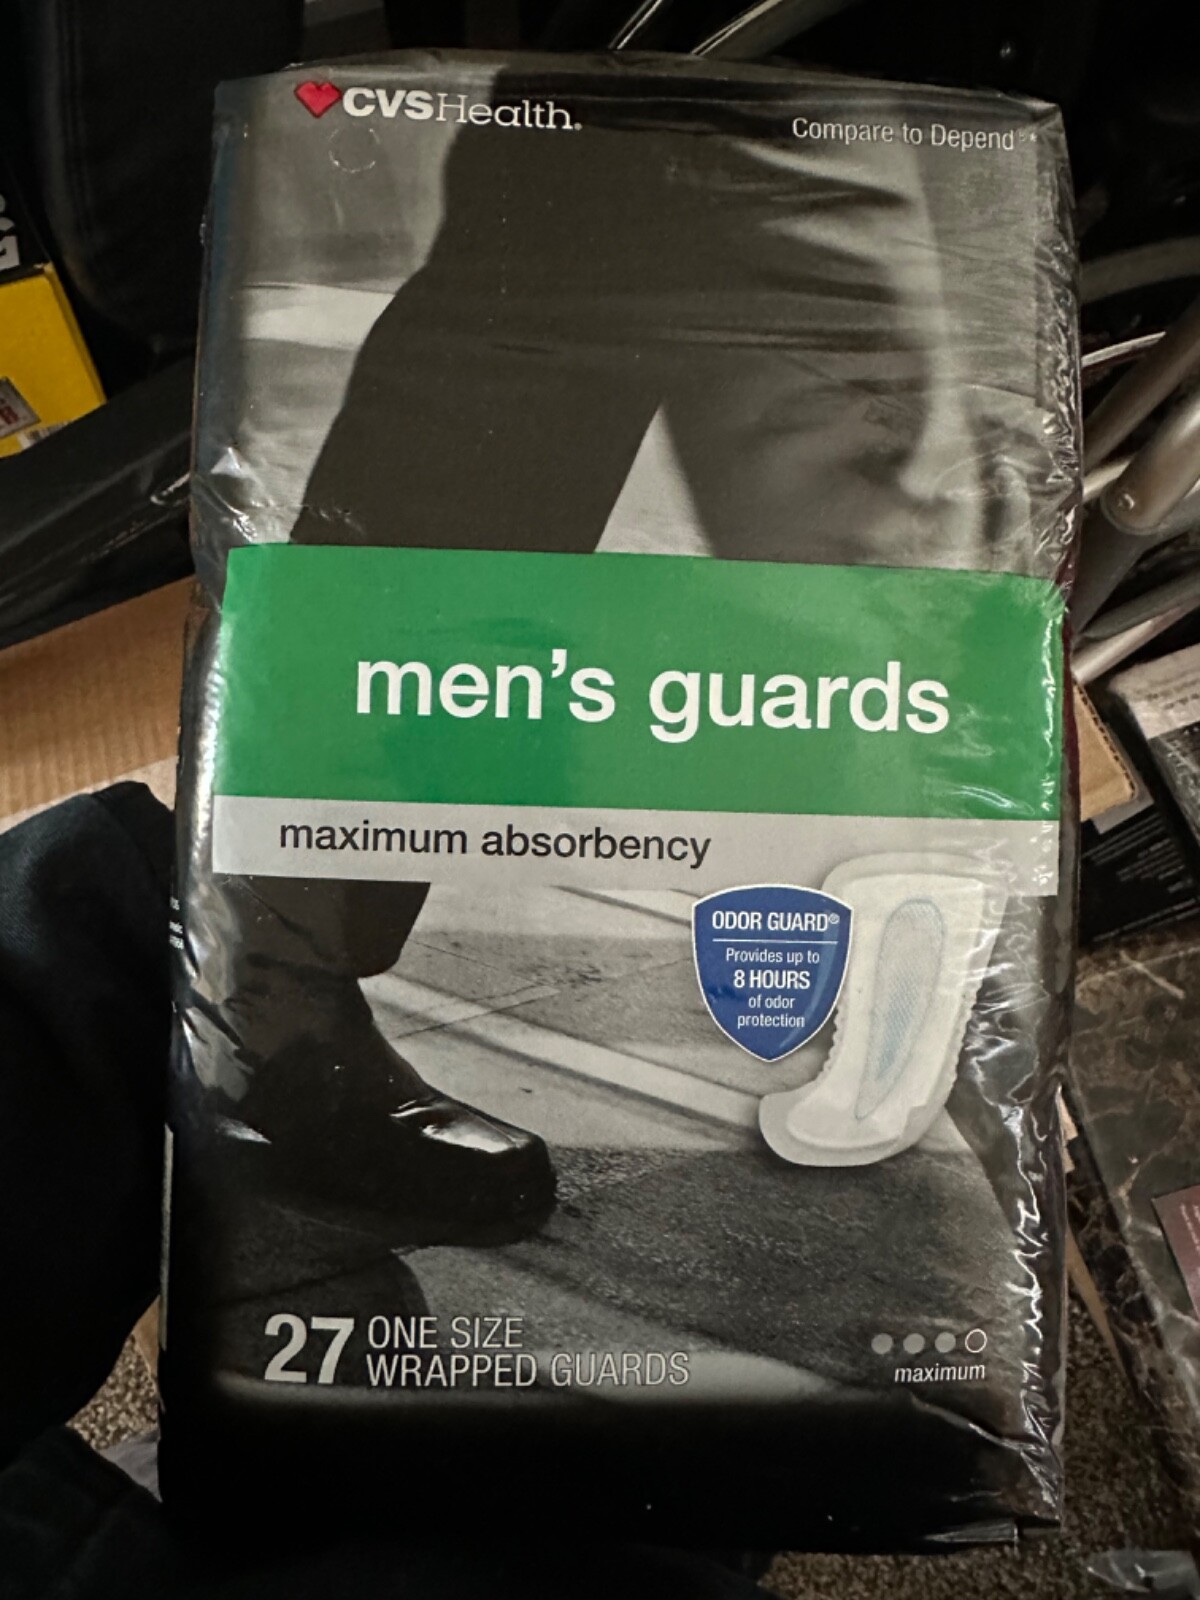 CVSHealth.
Compare to Depend®*
men's guards
maximum absorbency
ODOR GUARD®
Provides up to
8 HOURS
of odor
protection
27 ONE SIZE
WRAPPED GUARDS
maximum